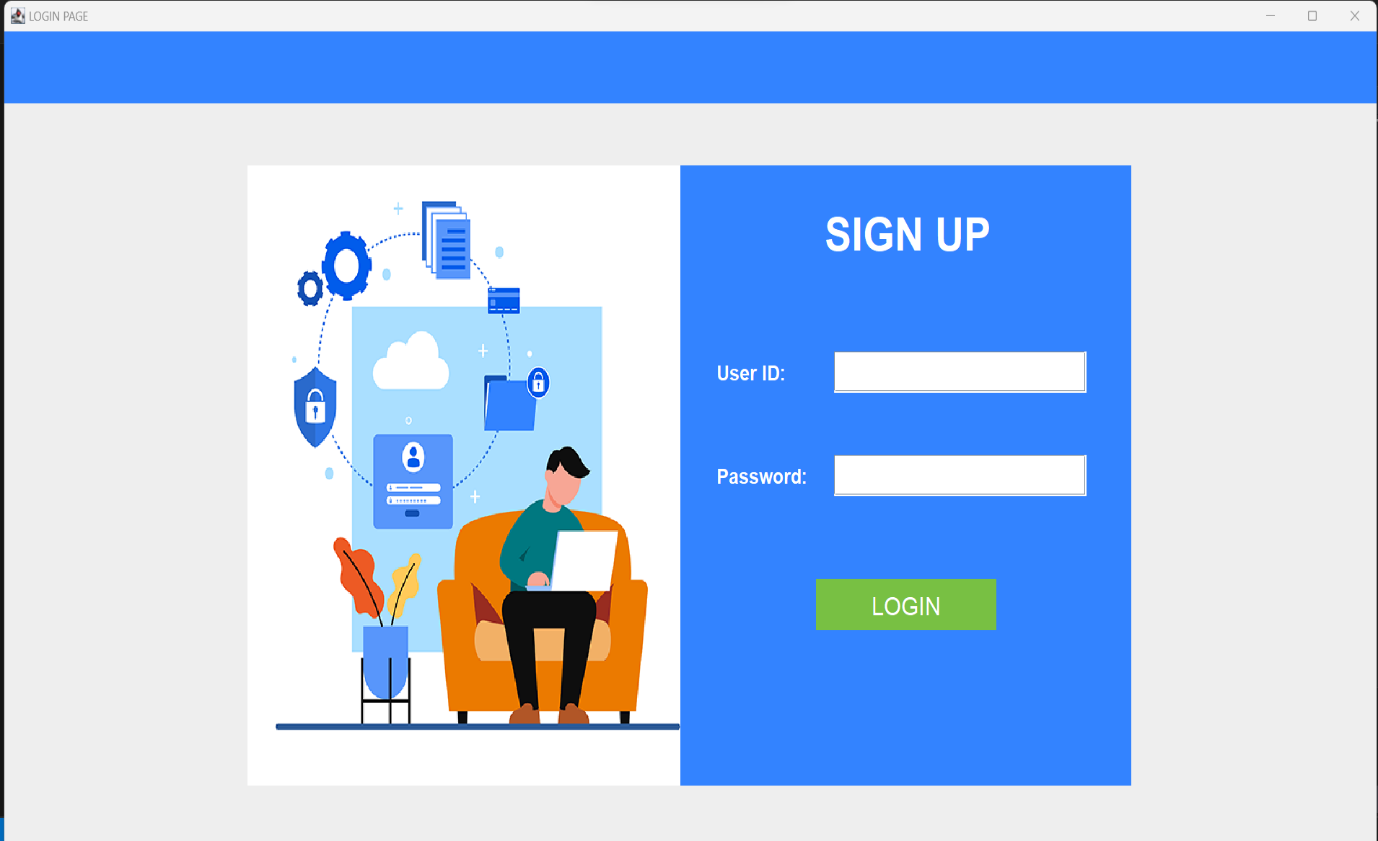 LOGIN PAGE
SIGN UP
User ID:
Password:
LOGIN